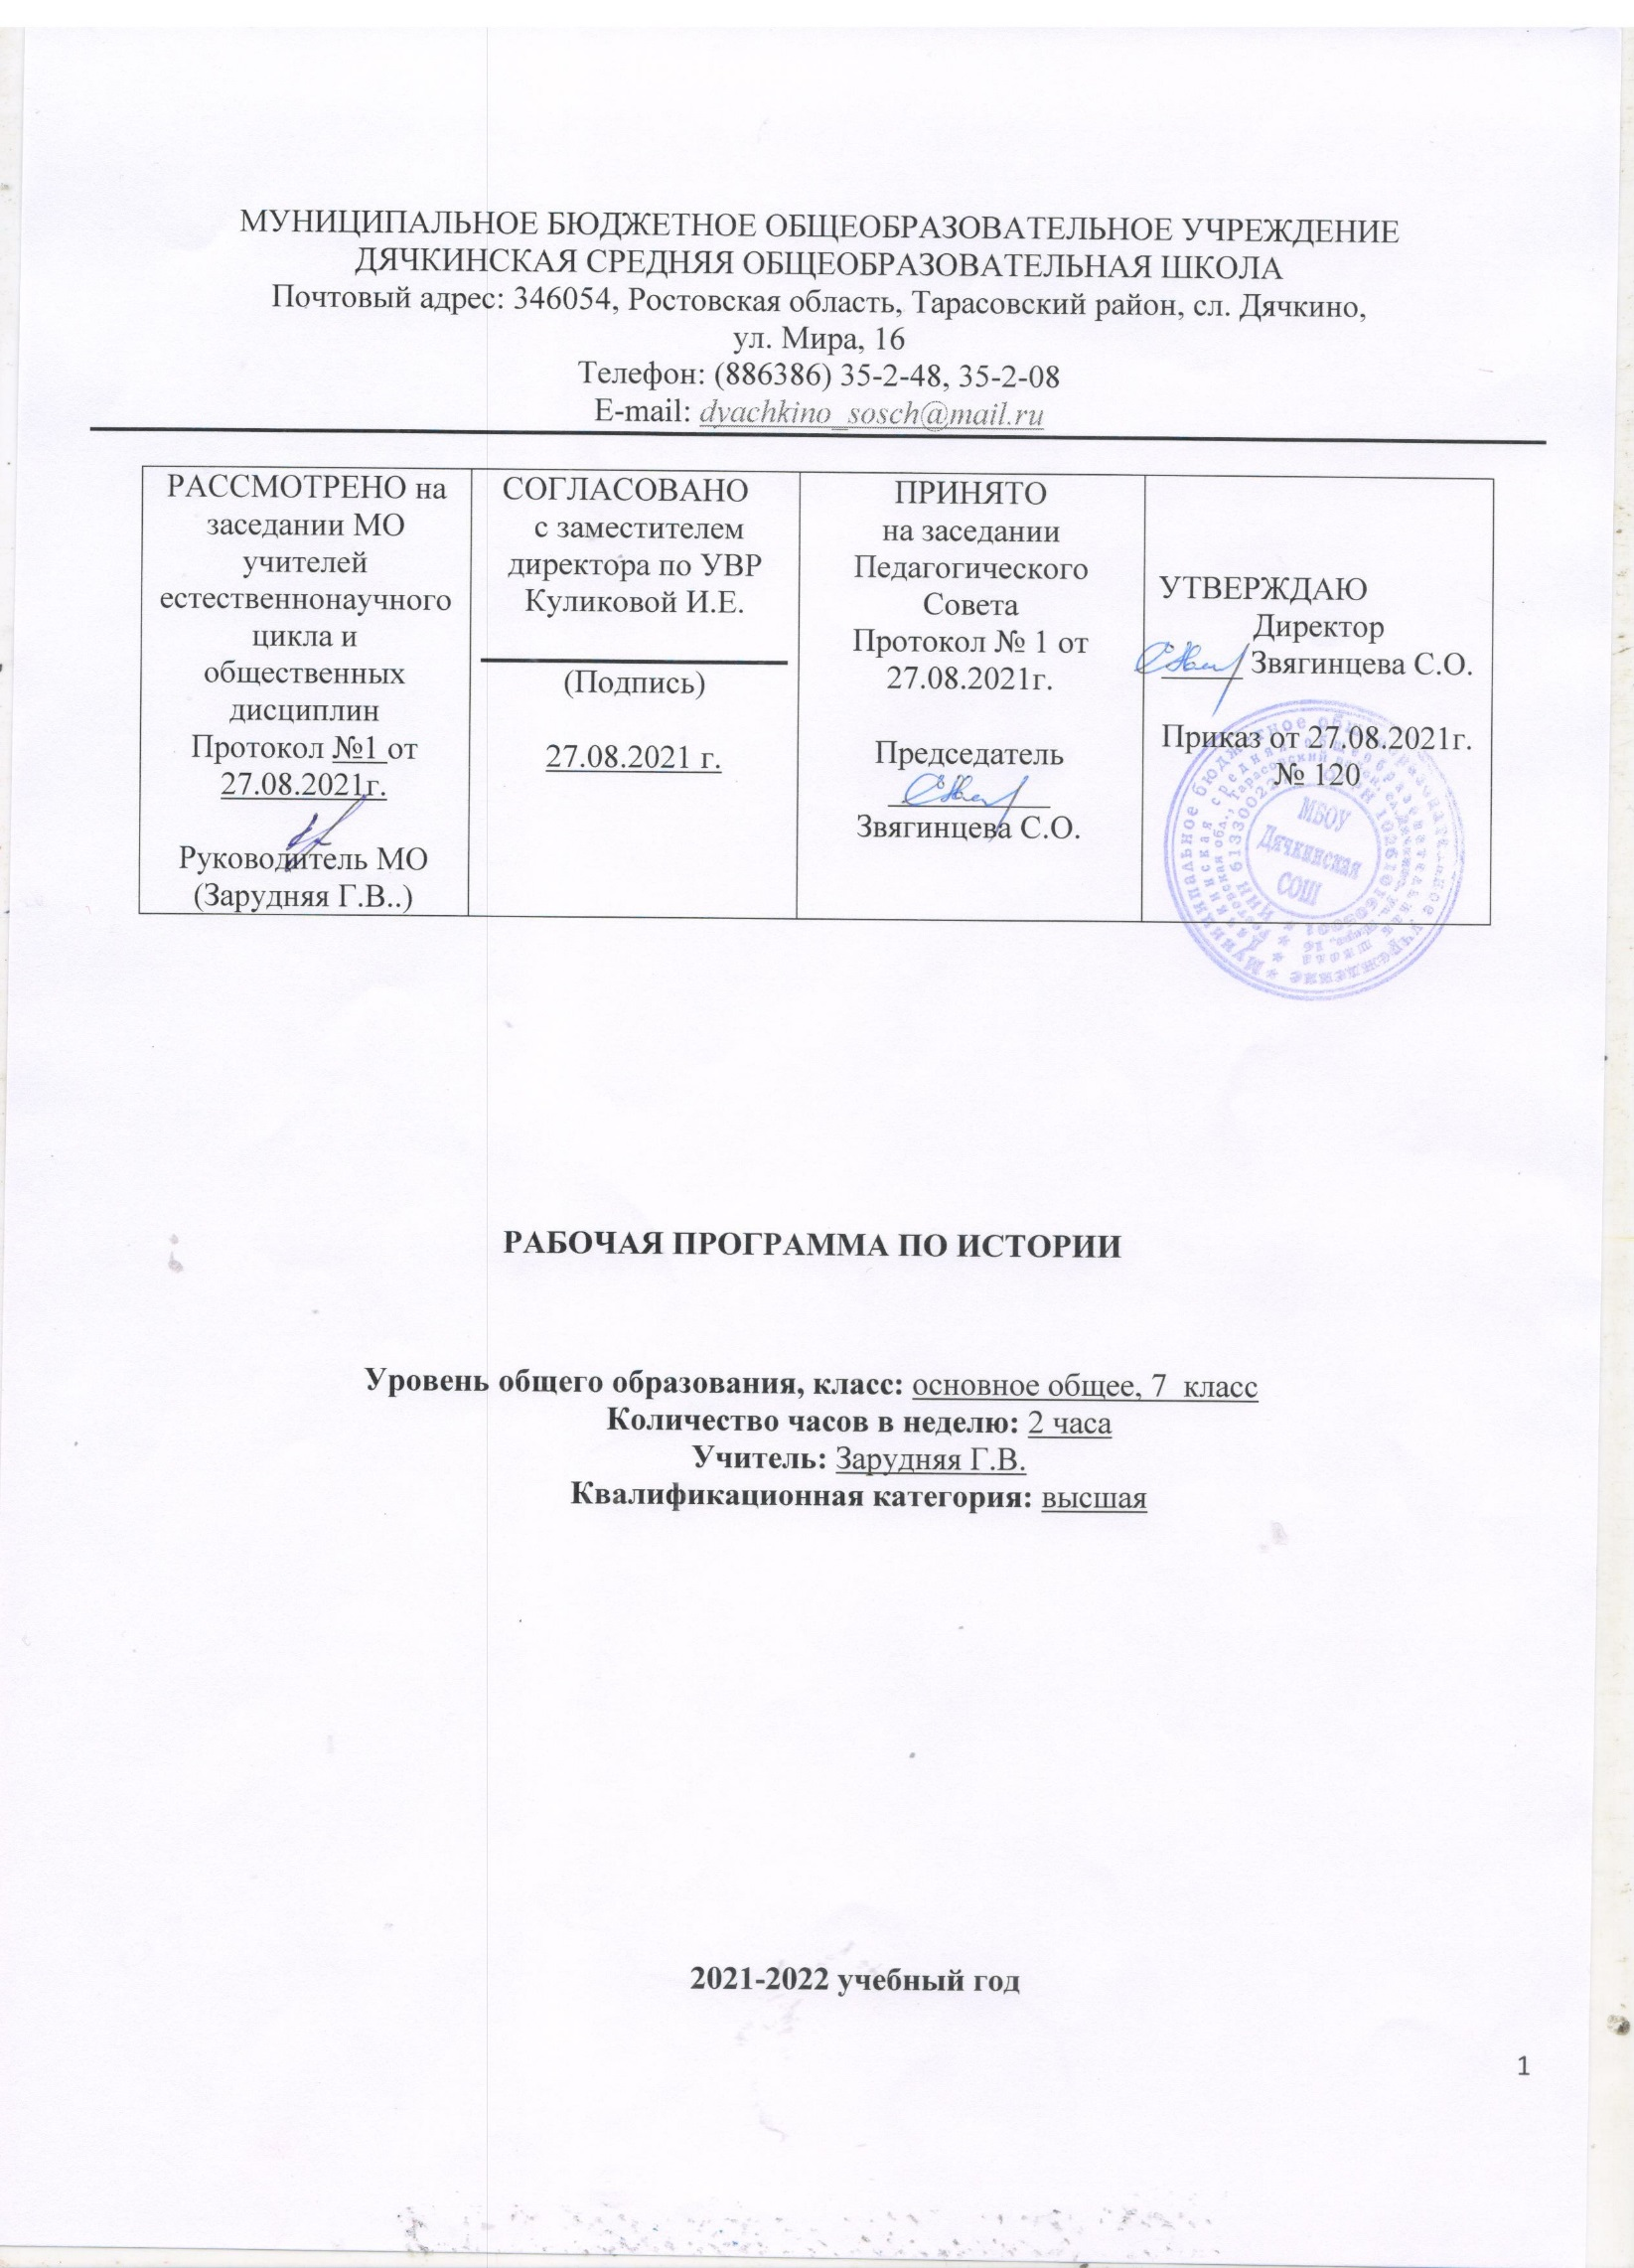 МУНИЦИПАЛЬНОЕ БЮДЖЕТНОЕ ОБЩЕОБРАЗОВАТЕЛЬНОЕ УЧРЕЖДЕНИЕ
ДЯЧКИНСКАЯ СРЕДНЯЯ ОБЩЕОБРАЗОВАТЕЛЬНАЯ ШКОЛА
Почтовый адрес: 346054, Ростовская область, Тарасовский район, сл. Дячкино,
ул. Мира, 16
Телефон: (886386) 35-2-48, 35-2-08
E-mail: dyachkino_sosch@mail.ru
РАССМОТРЕНО на
заседании МО
учителей
естественнонаучного
цикла и
общественных
дисциплин
Протокол №1 от
27.08.2021г.
Руководитель МО
(Зарудняя Г.В..)
СОГЛАСОВАНО
с заместителем
директора по УВР
Куликовой И.Е.
(Подпись)
27.08.2021 г.
ПРИНЯТО
на заседании
Педагогического
Совета
Протокол № 1 от
27.08.2021г.
Председатель
Звягинцева С.О.
УТВЕРЖДАЮ
Директор
Звягинцева С.О.
Приказ от 27.08.2021г.
№ 120
МБОУ
Дячкинская
СОШ
РАБОЧАЯ ПРОГРАММА ПО ИСТОРИИ
Уровень общего образования, класс: основное общее, 7 класс
Количество часов в неделю: 2 часа
Учитель: Зарудняя Г.В.
Квалификационная категория: высшая
2021-2022 учебный год
1